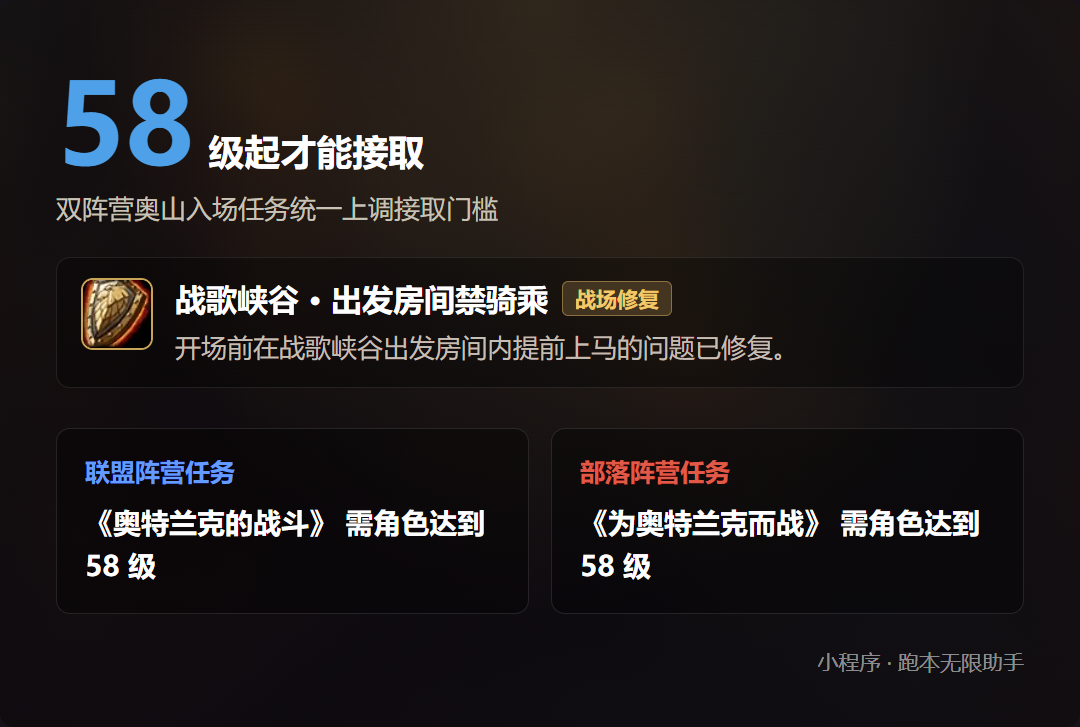 58 级起才能接取
双阵营奥山入场任务统一上调接取门槛
战歌峡谷 · 出发房间禁骑乘 战场修复
开场前在战歌峡谷出发房间内提前上马的问题已修复。
联盟阵营任务
《奥特兰克的战斗》 需角色达到
58 级
部落阵营任务
《为奥特兰克而战》 需角色达到
58 级
小程序 · 跑本无限助手